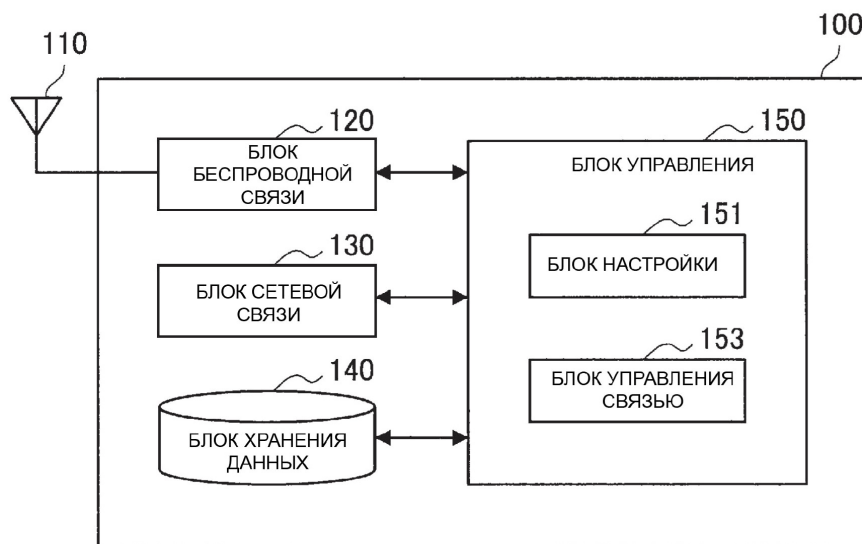 110
100
120
БЛОК
БЕСПРОВОДНОЙ
СВЯЗИ
150
БЛОК УПРАВЛЕНИЯ
130
БЛОК СЕТЕВОЙ
СВЯЗИ
151
БЛОК НАСТРОЙКИ
140
БЛОК ХРАНЕНИЯ
ДАННЫХ
153
БЛОК УПРАВЛЕНИЯ
СВЯЗЬЮ